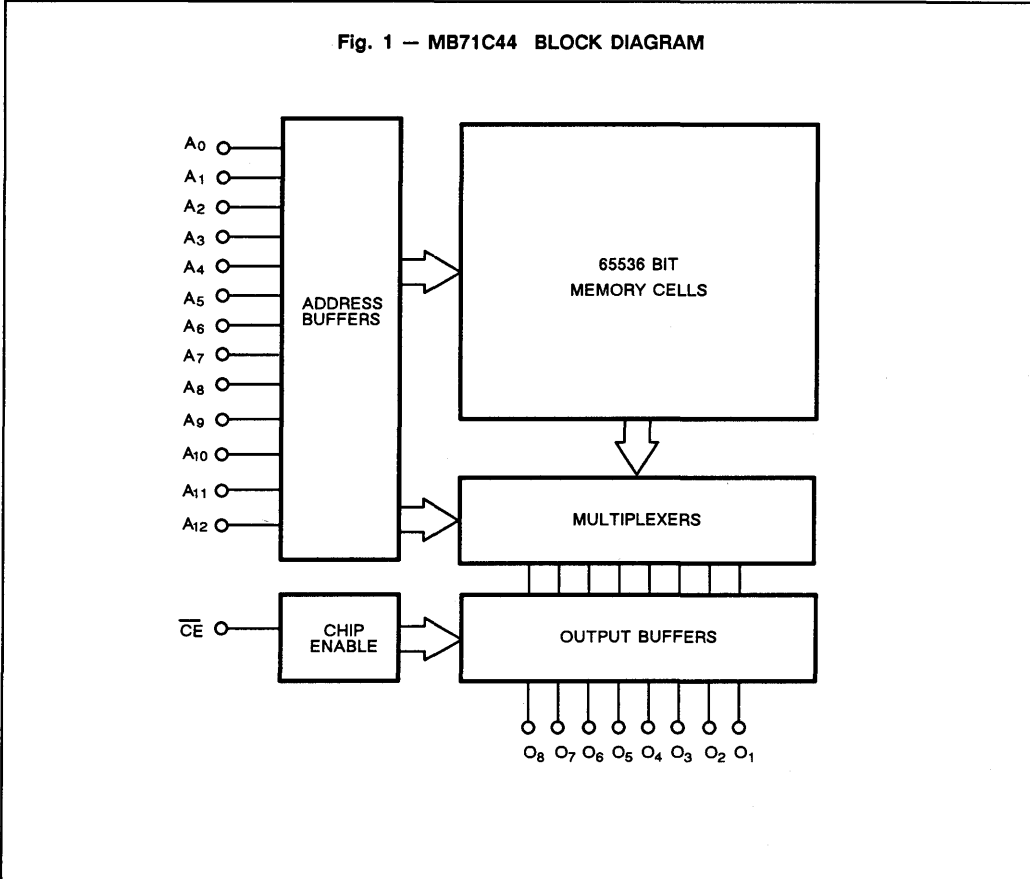 Fig. 1 — MB71C44 BLOCK DIAGRAM
A0
A1
A2
A3
A4
A5
A6
A7
A8
A9
A10
A11
A12
ADDRESS
BUFFERS
65536 BIT
MEMORY CELLS
MULTIPLEXERS
C̅E̅
CHIP
ENABLE
OUTPUT BUFFERS
O8 O7 O6 O5 O4 O3 O2 O1